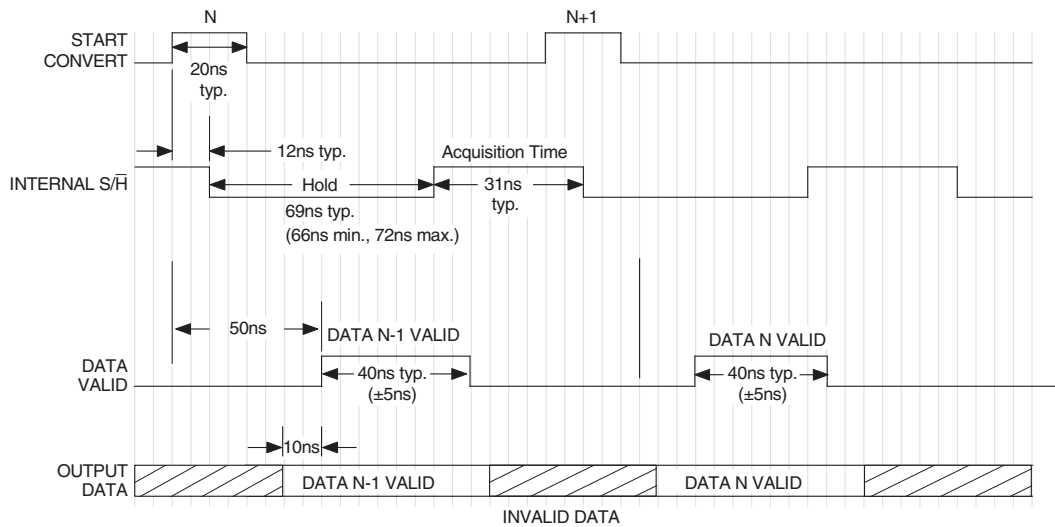 N
N+1
START
CONVERT
20ns
typ.
12ns typ.
Acquisition Time
INTERNAL S/H̅
Hold
31ns
typ.
69ns typ.
(66ns min., 72ns max.)
50ns
DATA N-1 VALID
DATA N VALID
DATA
VALID
40ns typ.
(±5ns)
40ns typ.
(±5ns)
10ns
OUTPUT
DATA
DATA N-1 VALID
DATA N VALID
INVALID DATA